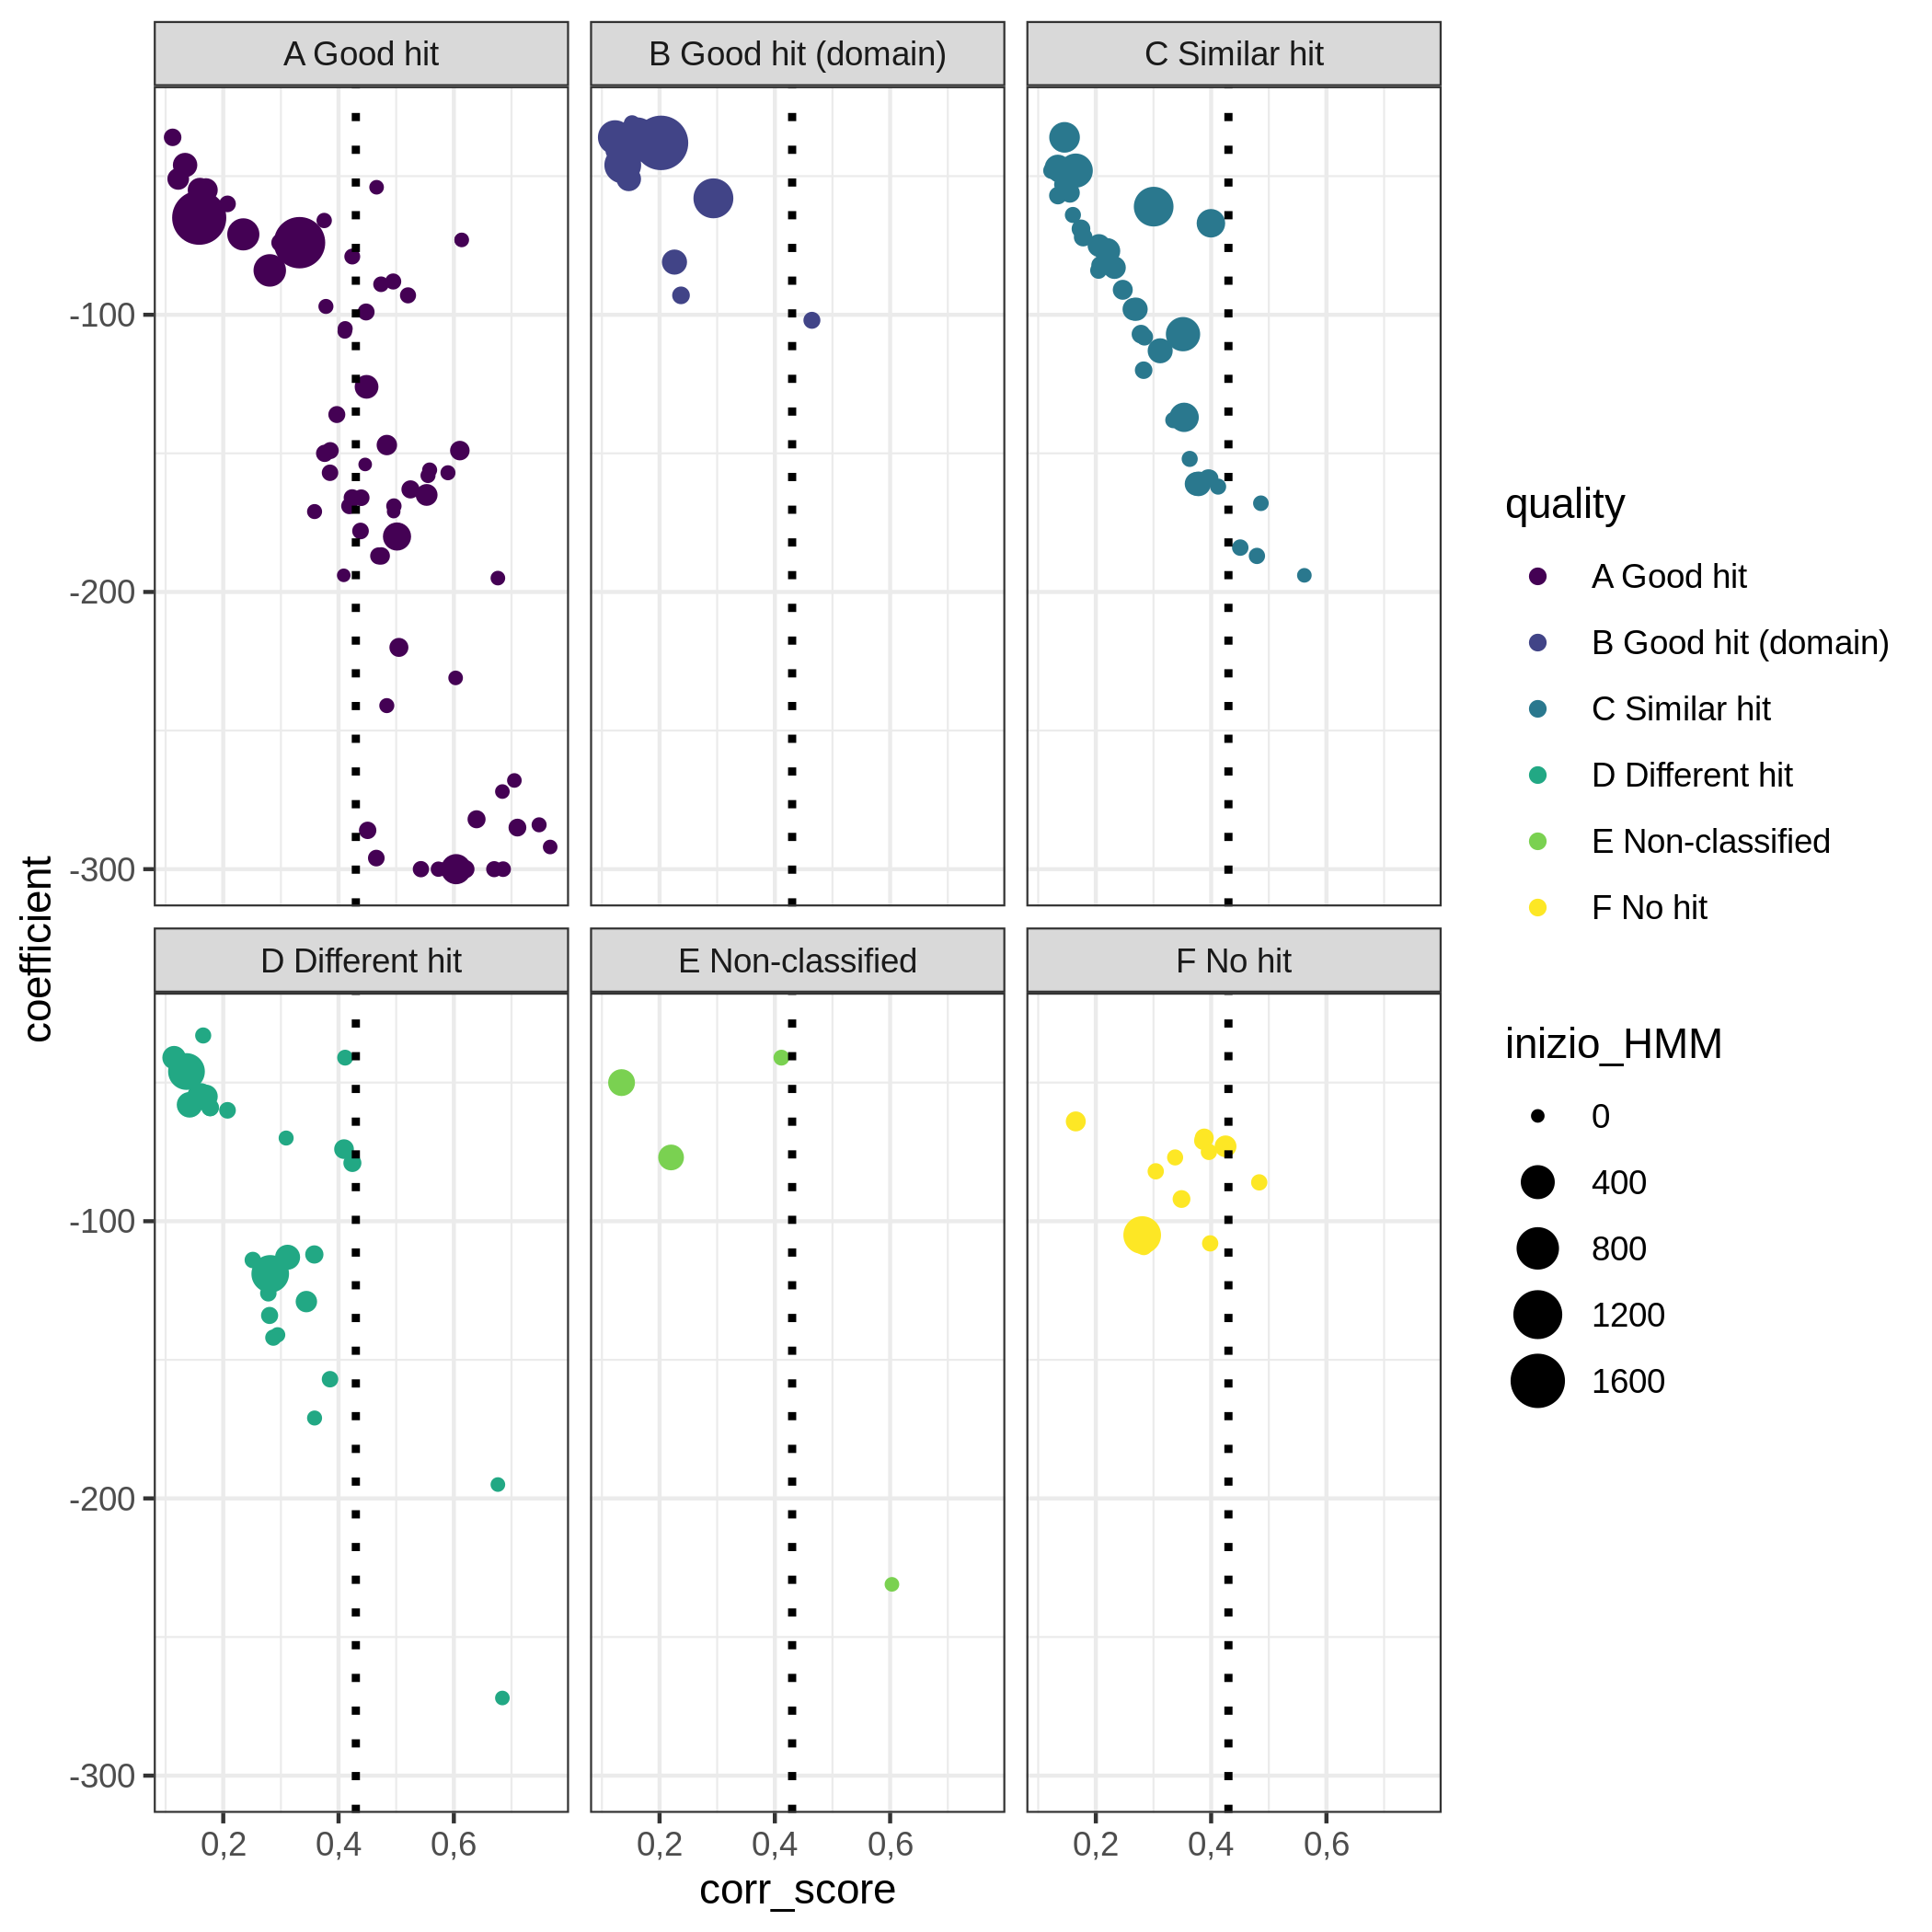 A Good hit
B Good hit (domain)
C Similar hit
-100
-200
-300
D Different hit
E Non-classified
F No hit
-100
-200
-300
0,2
0,4
0,6
0,2
0,4
0,6
0,2
0,4
0,6
corr_score
coefficient
quality
A Good hit
B Good hit (domain)
C Similar hit
D Different hit
E Non-classified
F No hit
inizio_HMM
0
400
800
1200
1600